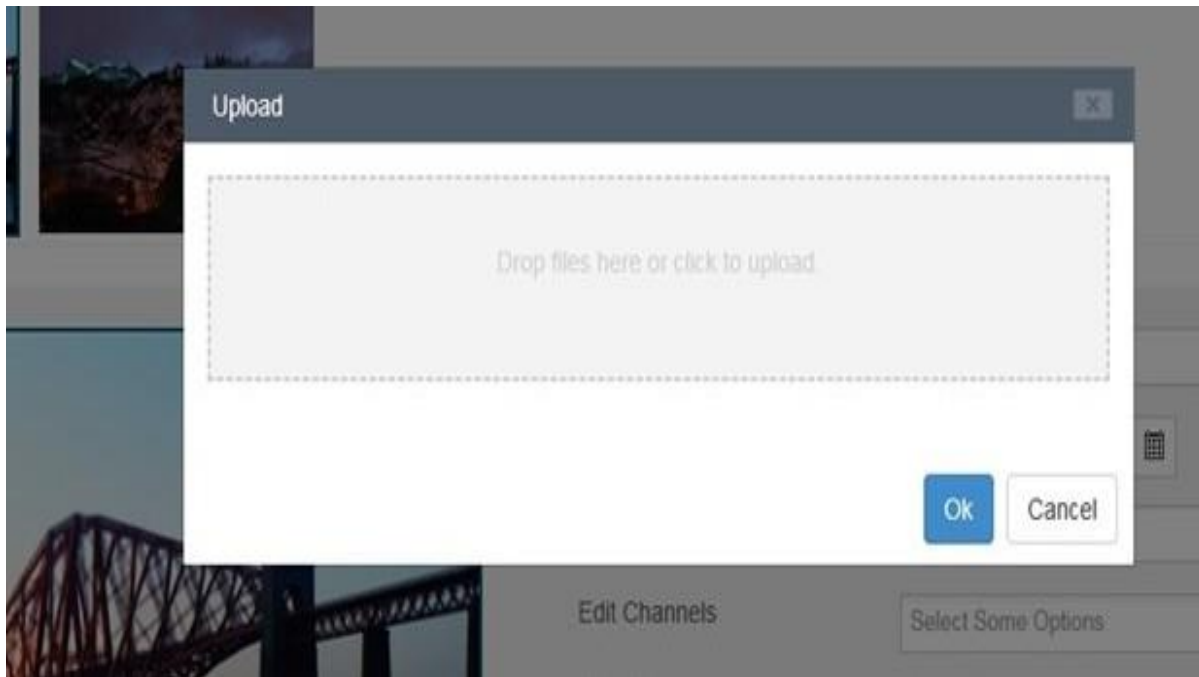 Upload
X
Drop files here or click to upload
Ok
Cancel
Edit Channels
Select Some Options